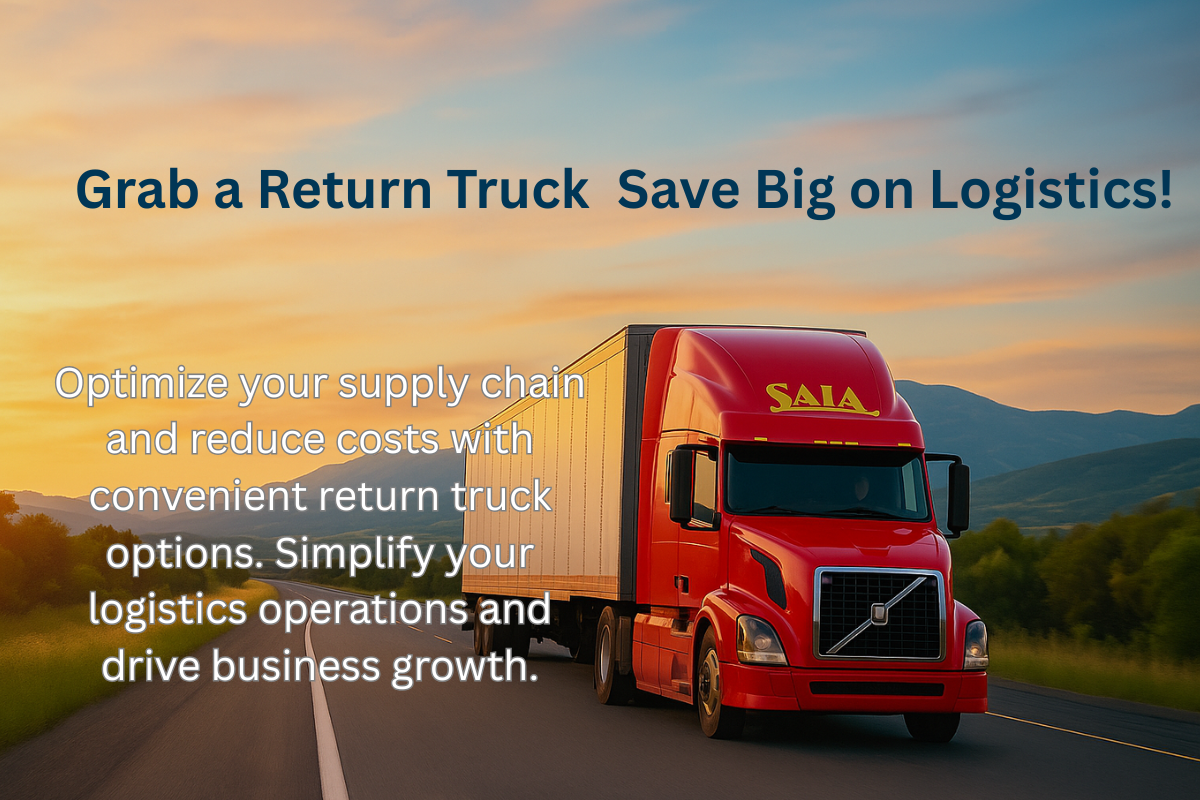 Grab a Return Truck  Save Big on Logistics!
SAIA
Optimize your supply chain
and reduce costs with
convenient return truck
options. Simplify your
logistics operations and
drive business growth.